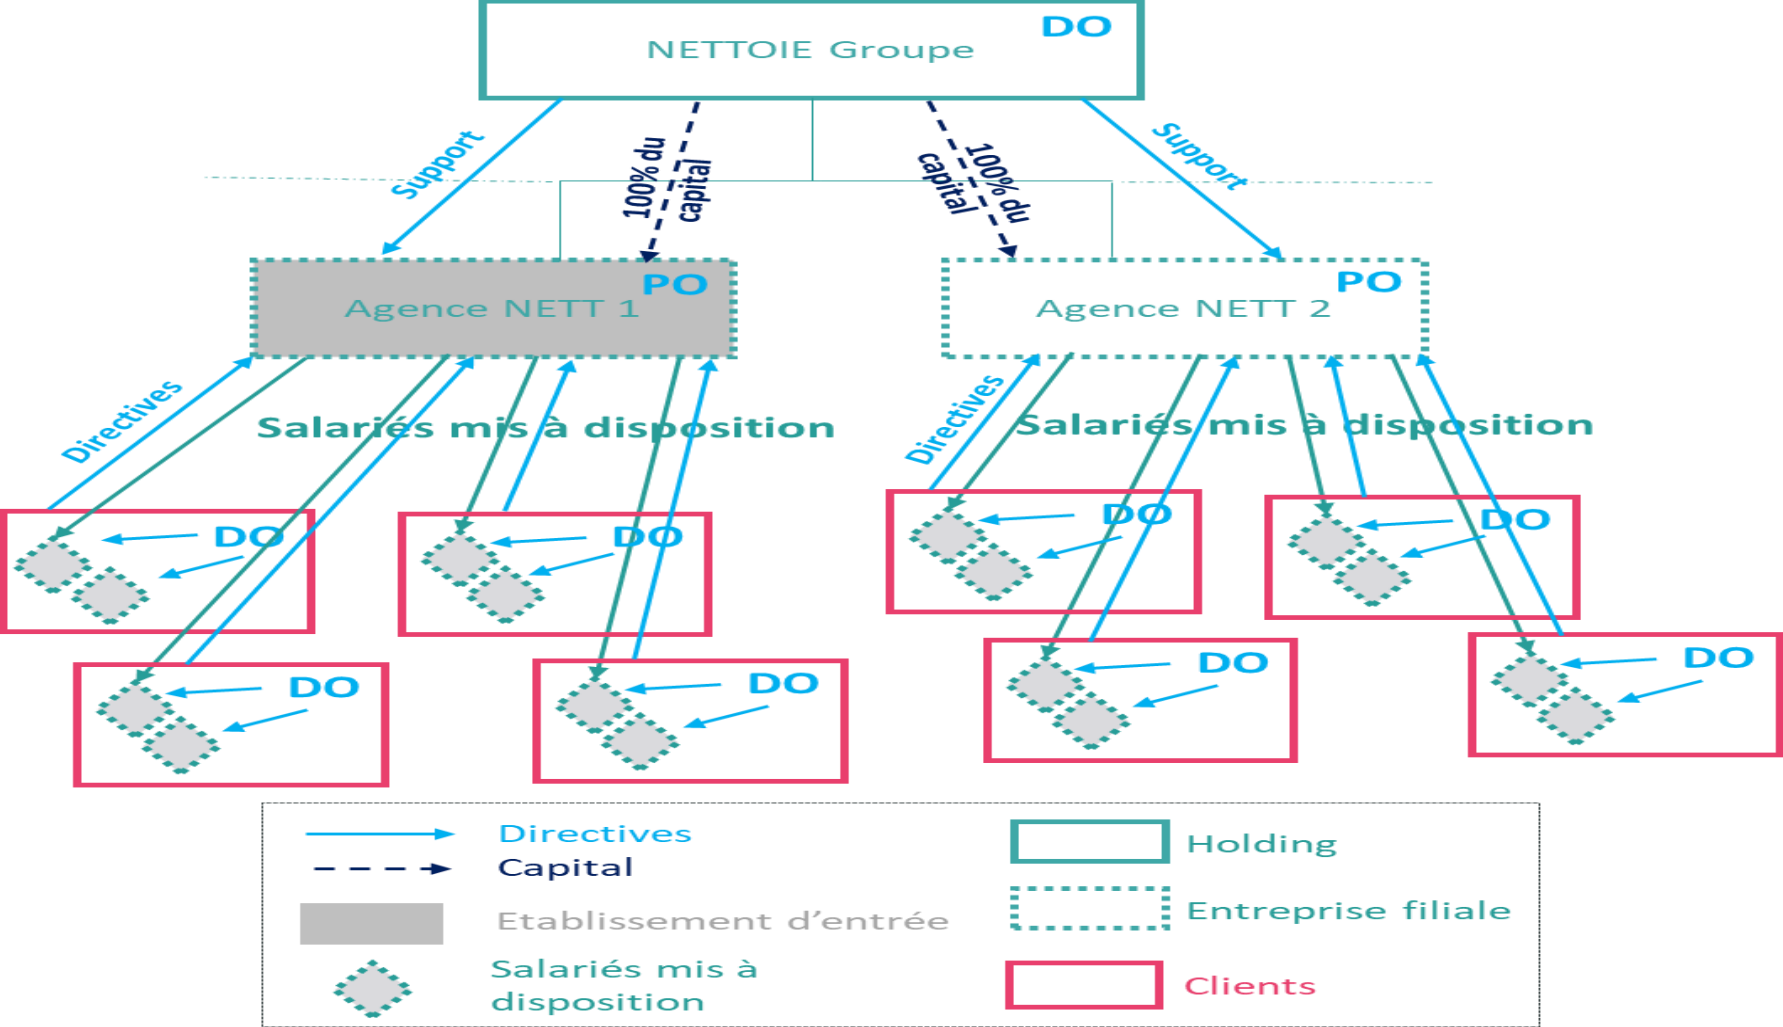 DO
NETTOIE Groupe
Support
100% du
capital
100% du
capital
Support
PO
Agence NETT 1
PO
Agence NETT 2
Directives
Salariés mis à disposition
Directives
Salariés mis à disposition
DO
DO
DO
DO
DO
DO
DO
DO
Directives
Capital
Etablissement d’entrée
Salariés mis à
disposition
Holding
Entreprise filiale
Clients